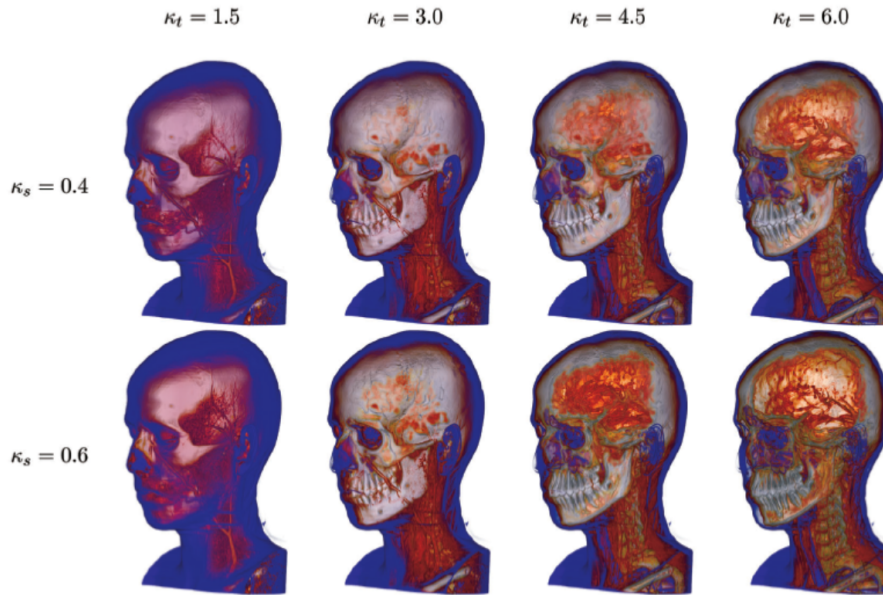 κₜ = 1.5 κₜ = 3.0 κₜ = 4.5 κₜ = 6.0
κₛ = 0.4
κₛ = 0.6